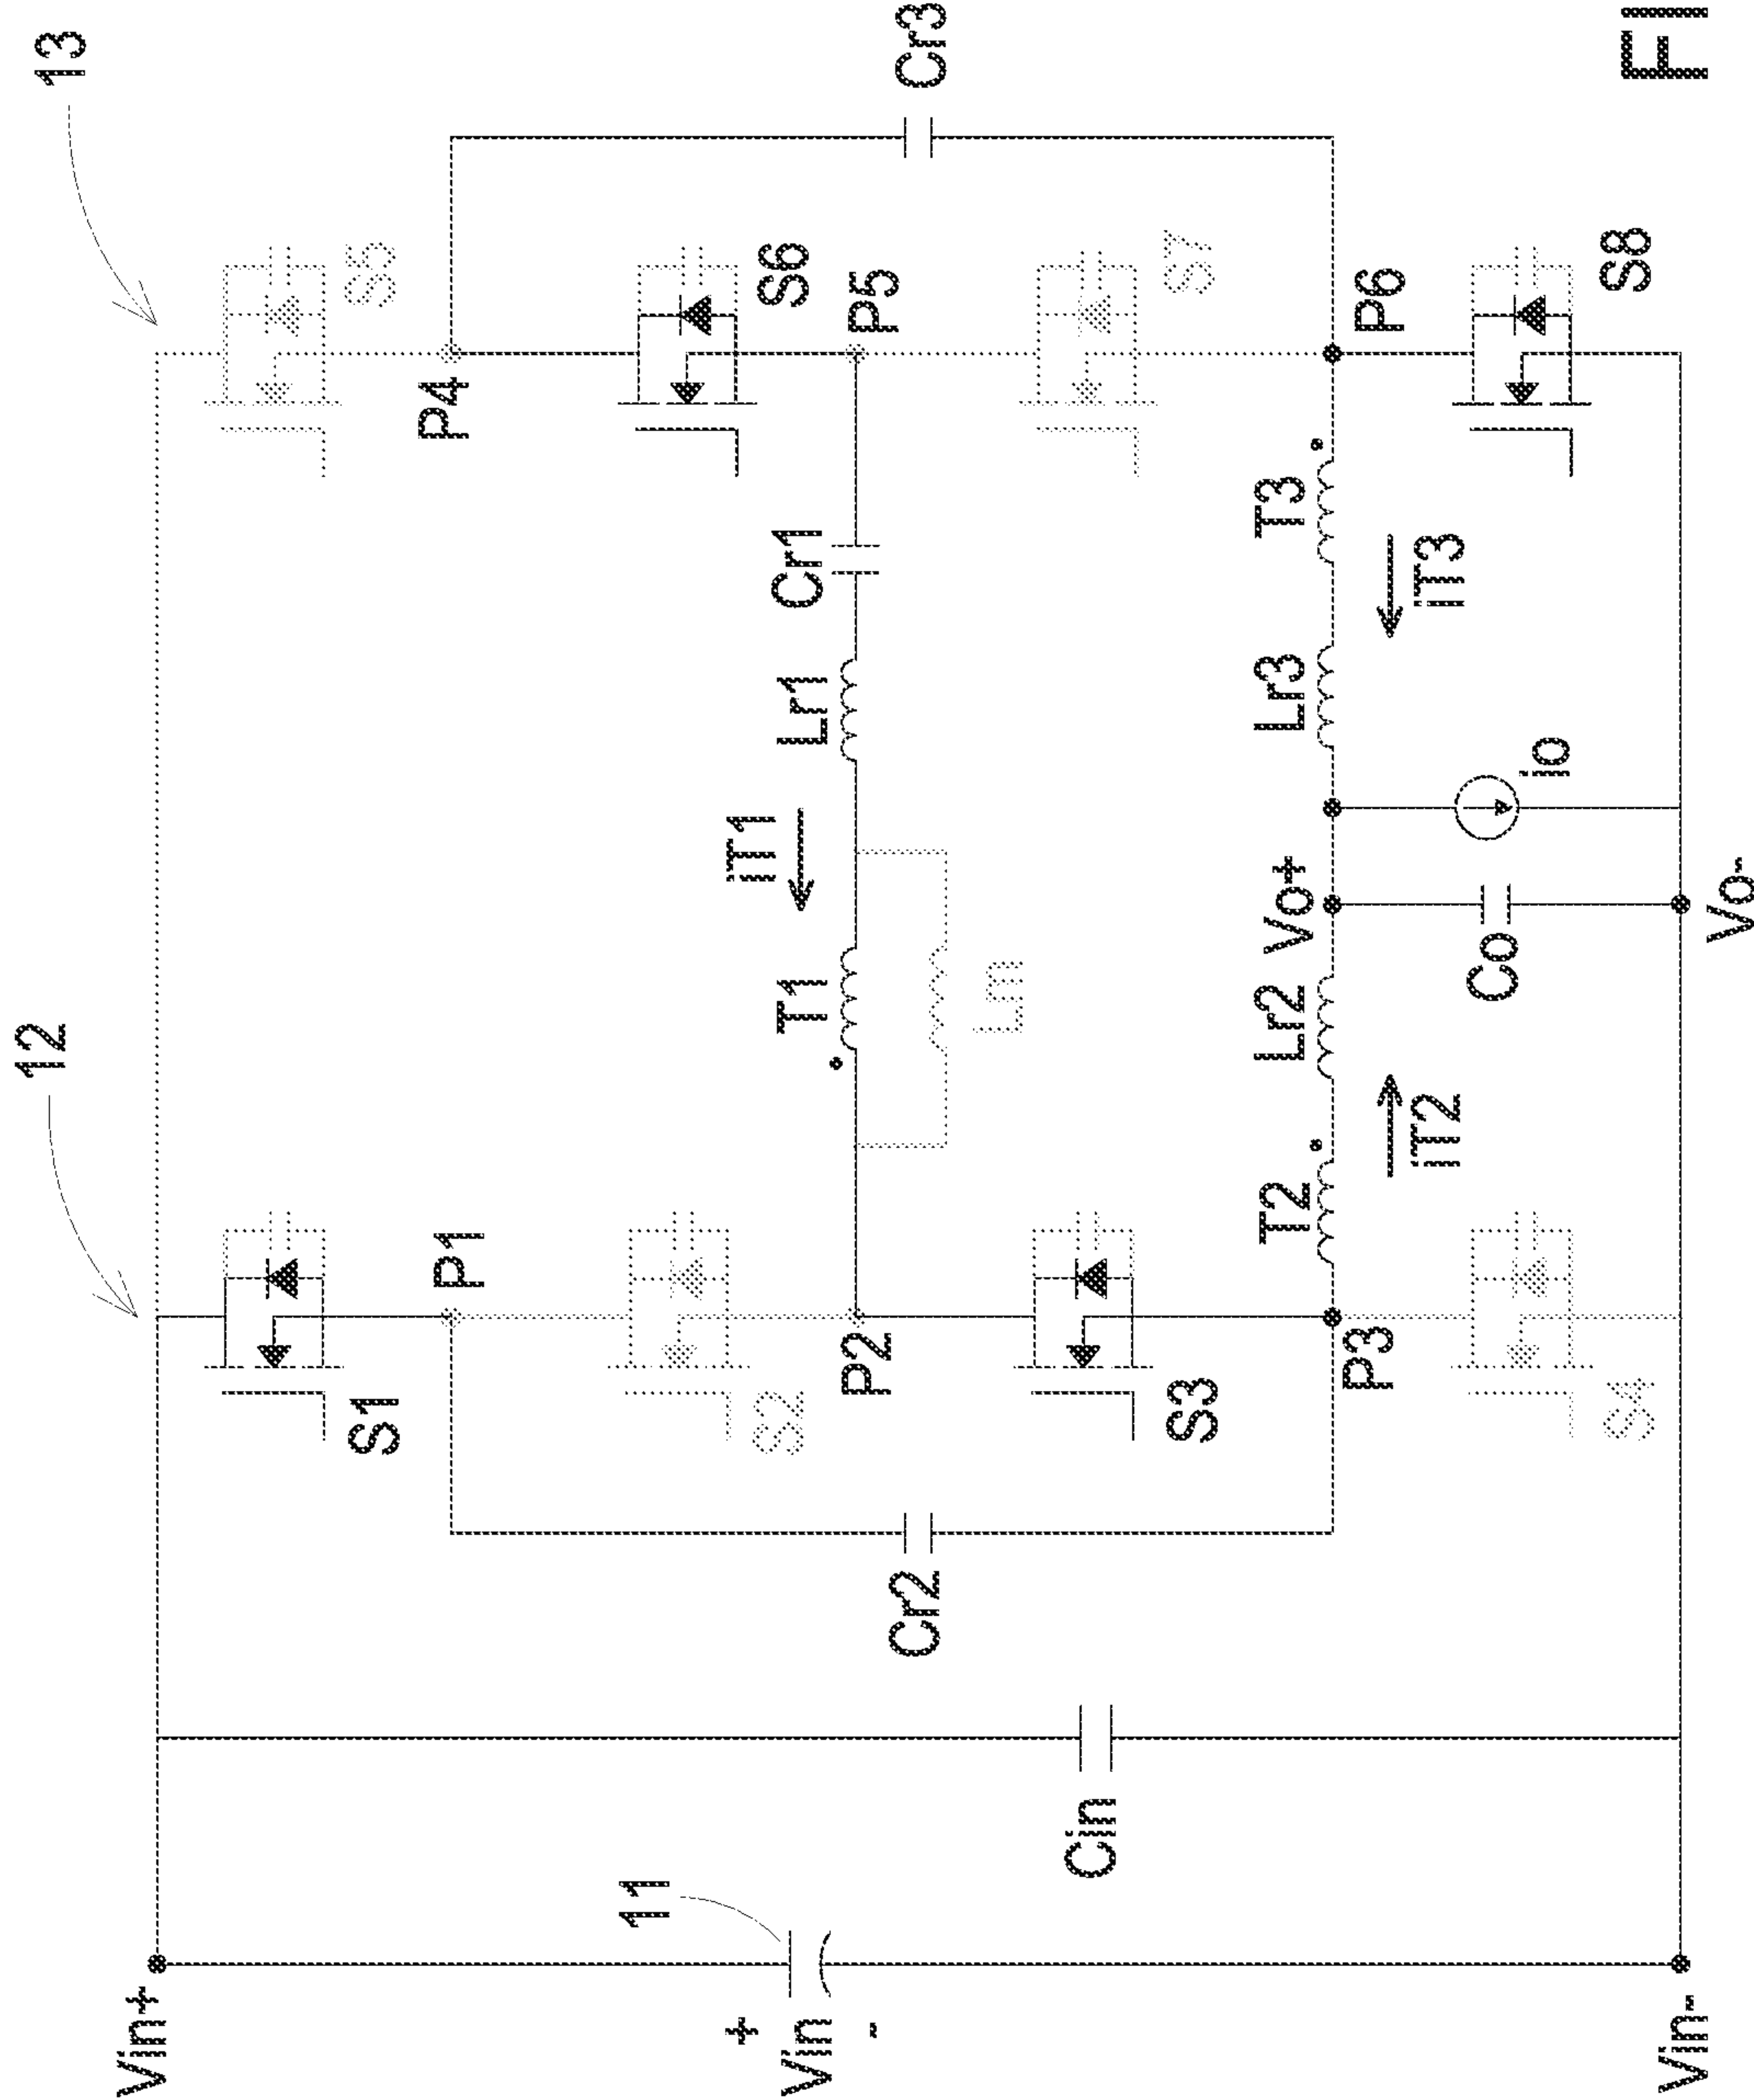 12
13
Vin+
S1
S5
P1
P4
S2
S6
iT1
11
+
Vin
-
Cr2
P2
T1
Lr1
Cr1
P5
Cr3
Lm
Cin
S3
S7
T2
Lr2
Vo+
Lr3
T3
P3
P6
iT2
iT3
S4
Co
io
S8
Vin-
Vo-
FI